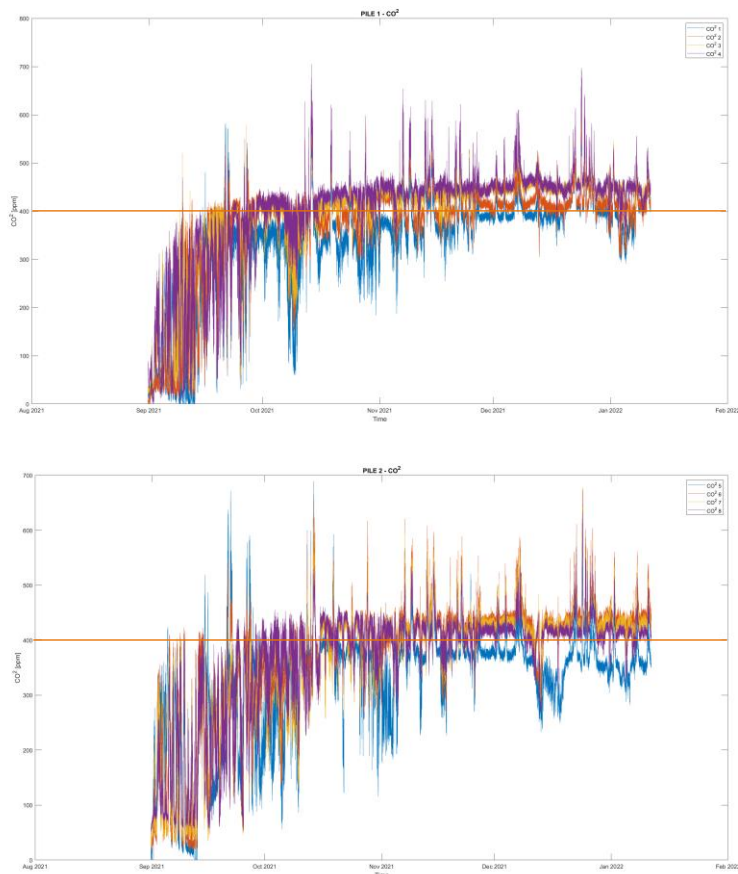 PILE 1 - CO²
800
700
600
500
400
300
200
100
0
CO² [ppm]
CO² 1
CO² 2
CO² 3
CO² 4
Aug 2021 Sep 2021 Oct 2021 Nov 2021 Dec 2021 Jan 2022 Feb 2022
Time
PILE 2 - CO²
700
600
500
400
300
200
100
0
CO² [ppm]
CO² 5
CO² 6
CO² 7
CO² 8
Aug 2021 Sep 2021 Oct 2021 Nov 2021 Dec 2021 Jan 2022 Feb 2022
Time